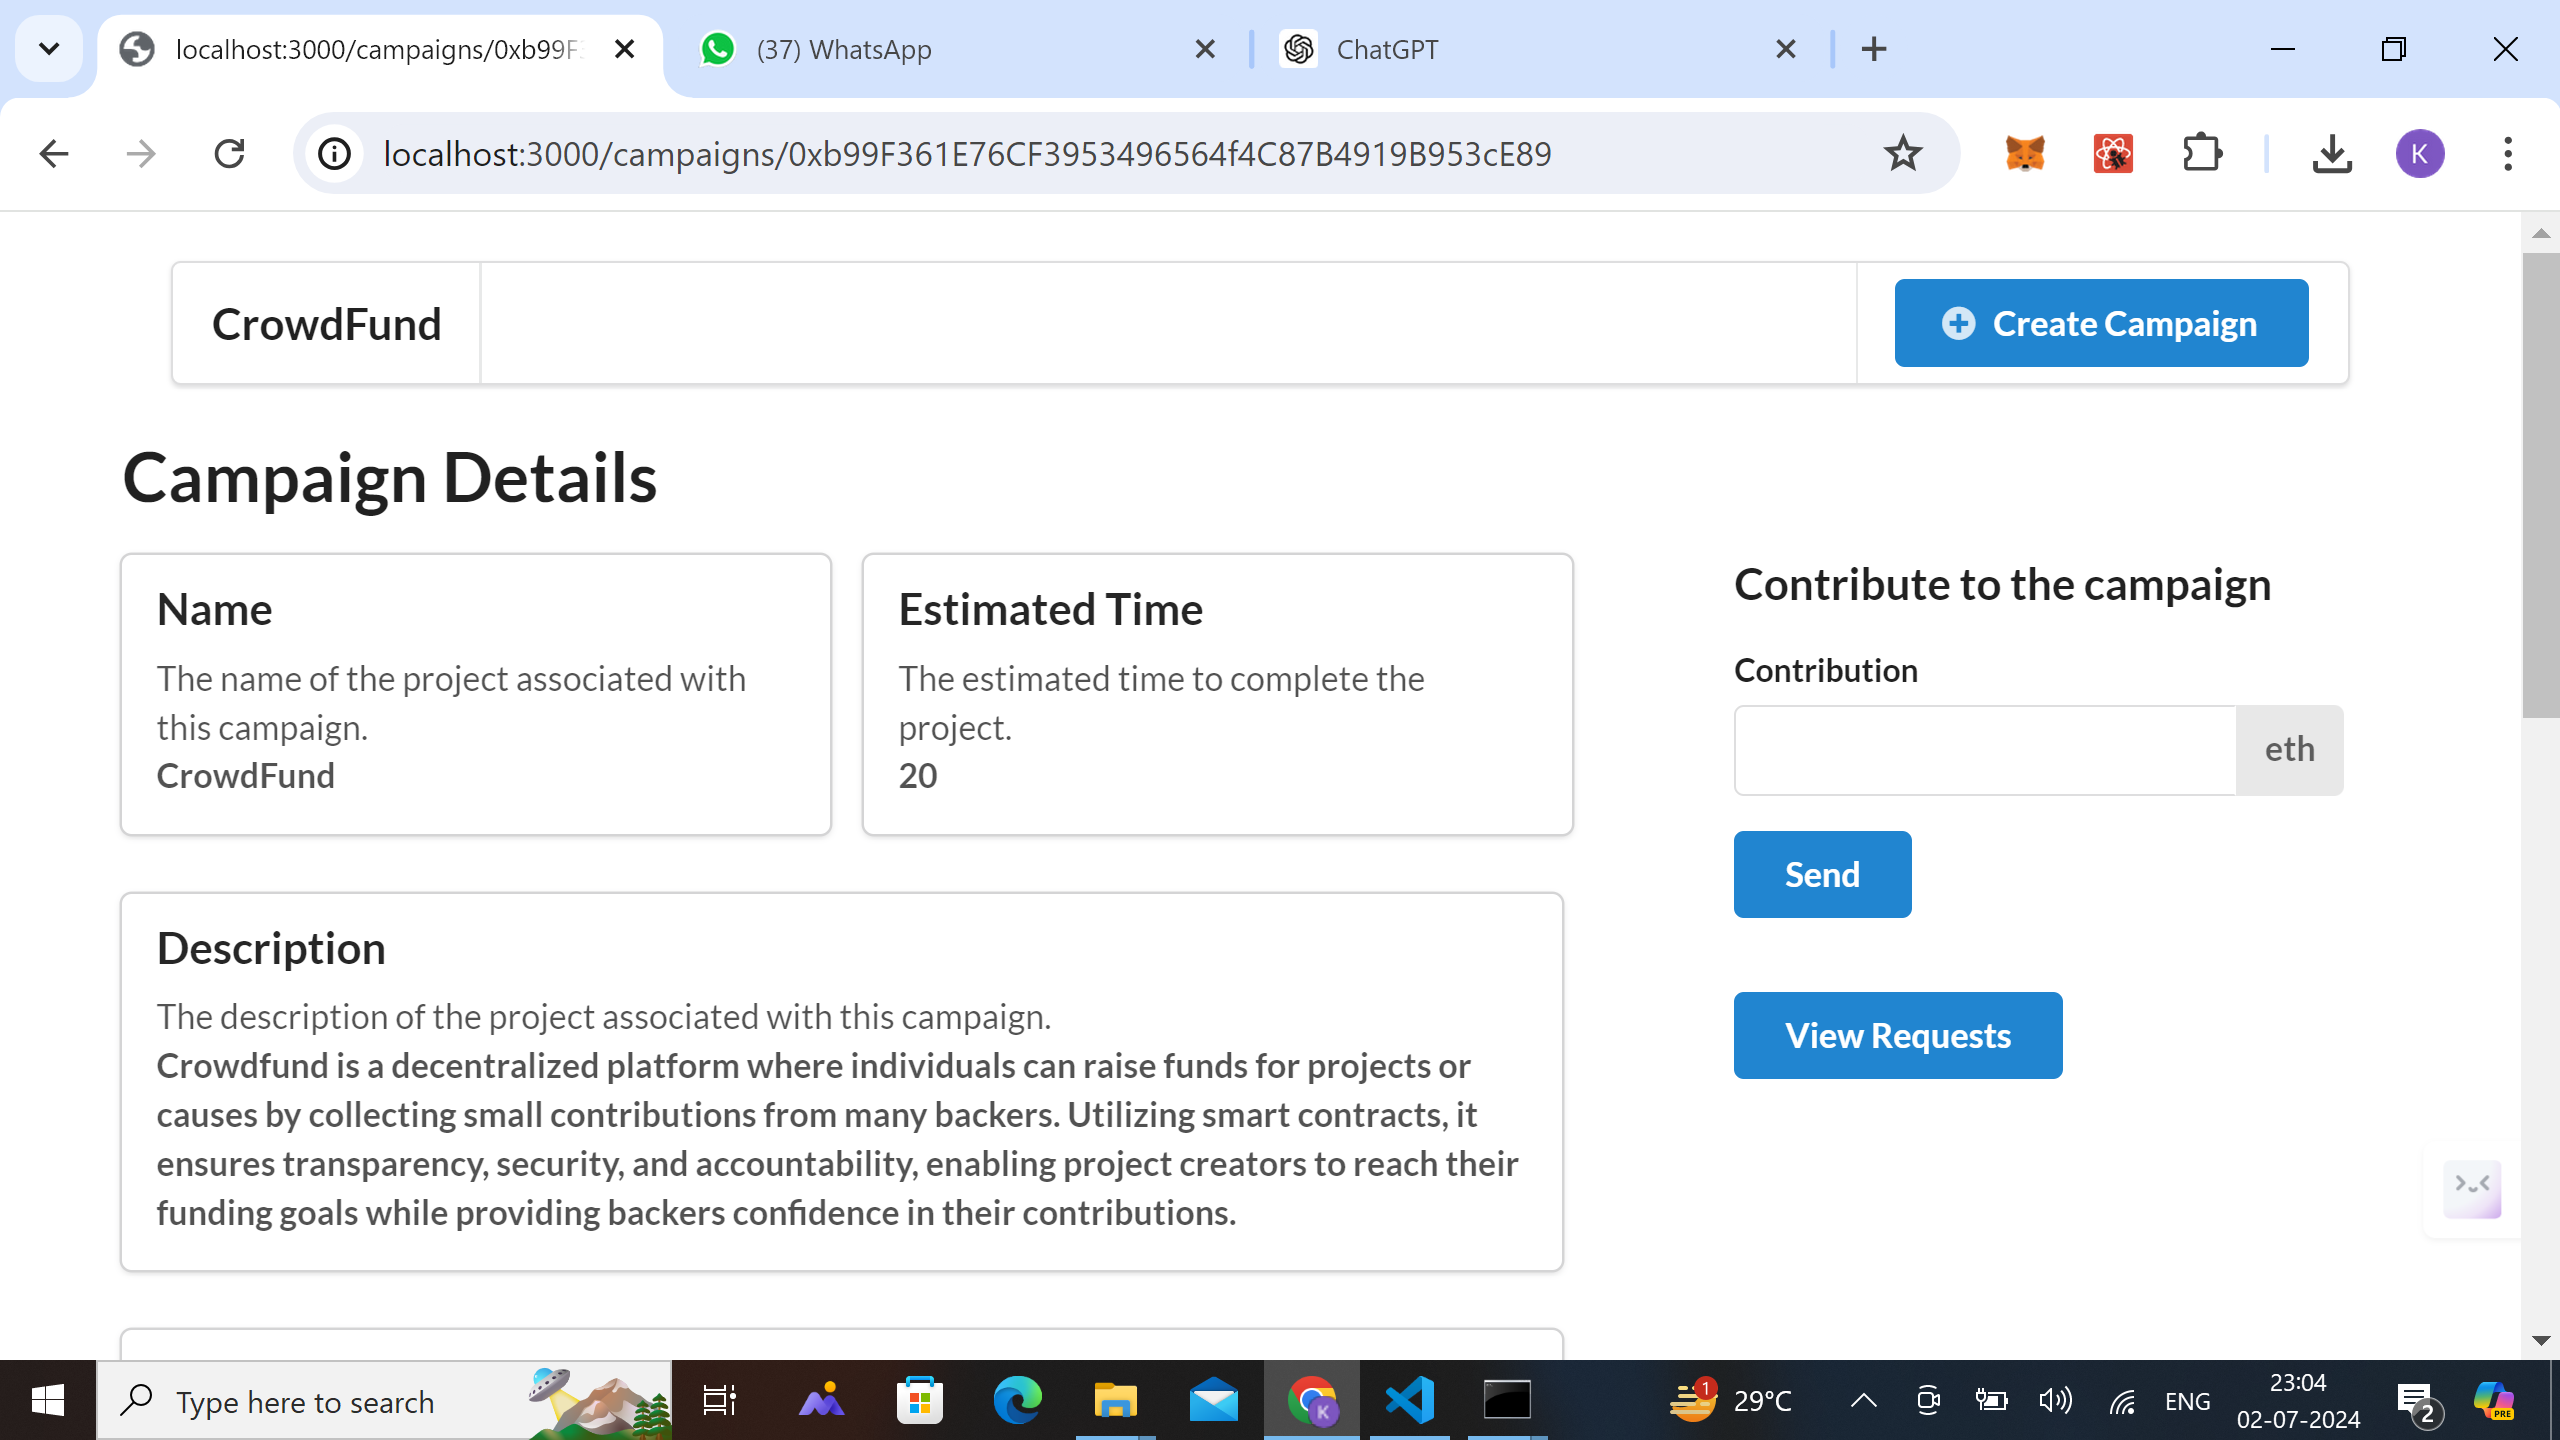 localhost:3000/campaigns/0xb99F
(37) WhatsApp
ChatGPT
localhost:3000/campaigns/0xb99F361E76CF3953496564f4C87B4919B953cE89
K
CrowdFund
Create Campaign
Campaign Details
Name
The name of the project associated with
this campaign.
CrowdFund
Estimated Time
The estimated time to complete the
project.
20
Contribute to the campaign
Contribution
eth
Send
View Requests
Description
The description of the project associated with this campaign.
Crowdfund is a decentralized platform where individuals can raise funds for projects or
causes by collecting small contributions from many backers. Utilizing smart contracts, it
ensures transparency, security, and accountability, enabling project creators to reach their
funding goals while providing backers confidence in their contributions.
Type here to search
K
1
29°C
ENG
23:04
02-07-2024
2
PRE